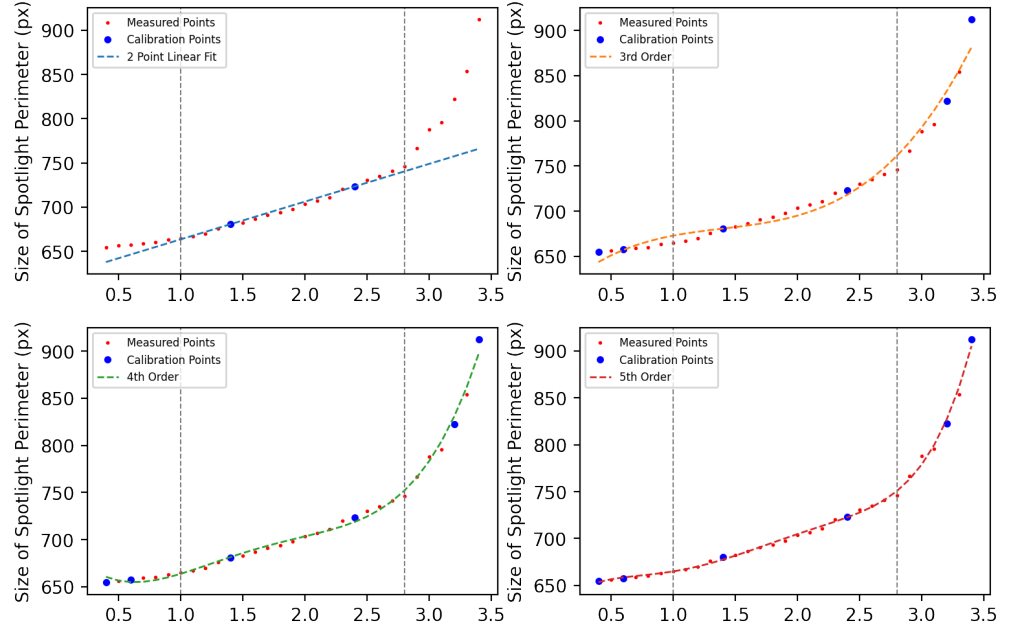 Size of Spotlight Perimeter (px)
900
850
800
750
700
650
0.5 1.0 1.5 2.0 2.5 3.0 3.5
Measured Points
Calibration Points
2 Point Linear Fit
Size of Spotlight Perimeter (px)
900
850
800
750
700
650
0.5 1.0 1.5 2.0 2.5 3.0 3.5
Measured Points
Calibration Points
3rd Order
Size of Spotlight Perimeter (px)
900
850
800
750
700
650
0.5 1.0 1.5 2.0 2.5 3.0 3.5
Measured Points
Calibration Points
4th Order
Size of Spotlight Perimeter (px)
900
850
800
750
700
650
0.5 1.0 1.5 2.0 2.5 3.0 3.5
Measured Points
Calibration Points
5th Order